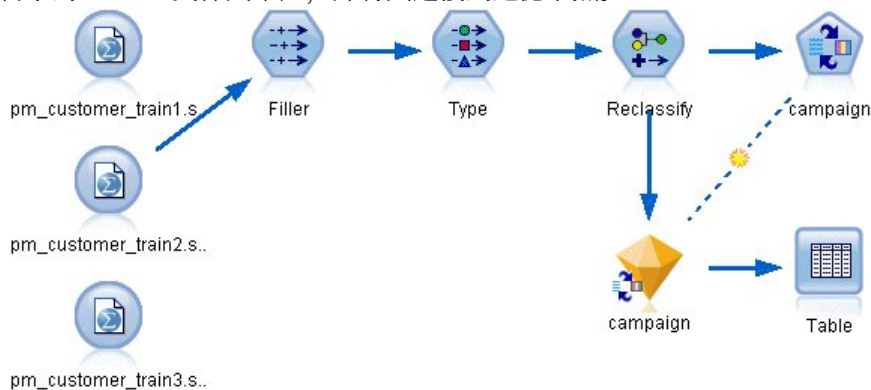 pm_customer_train1.s
Filler
Type
Reclassify
campaign
pm_customer_train2.s..
campaign
Table
pm_customer_train3.s..